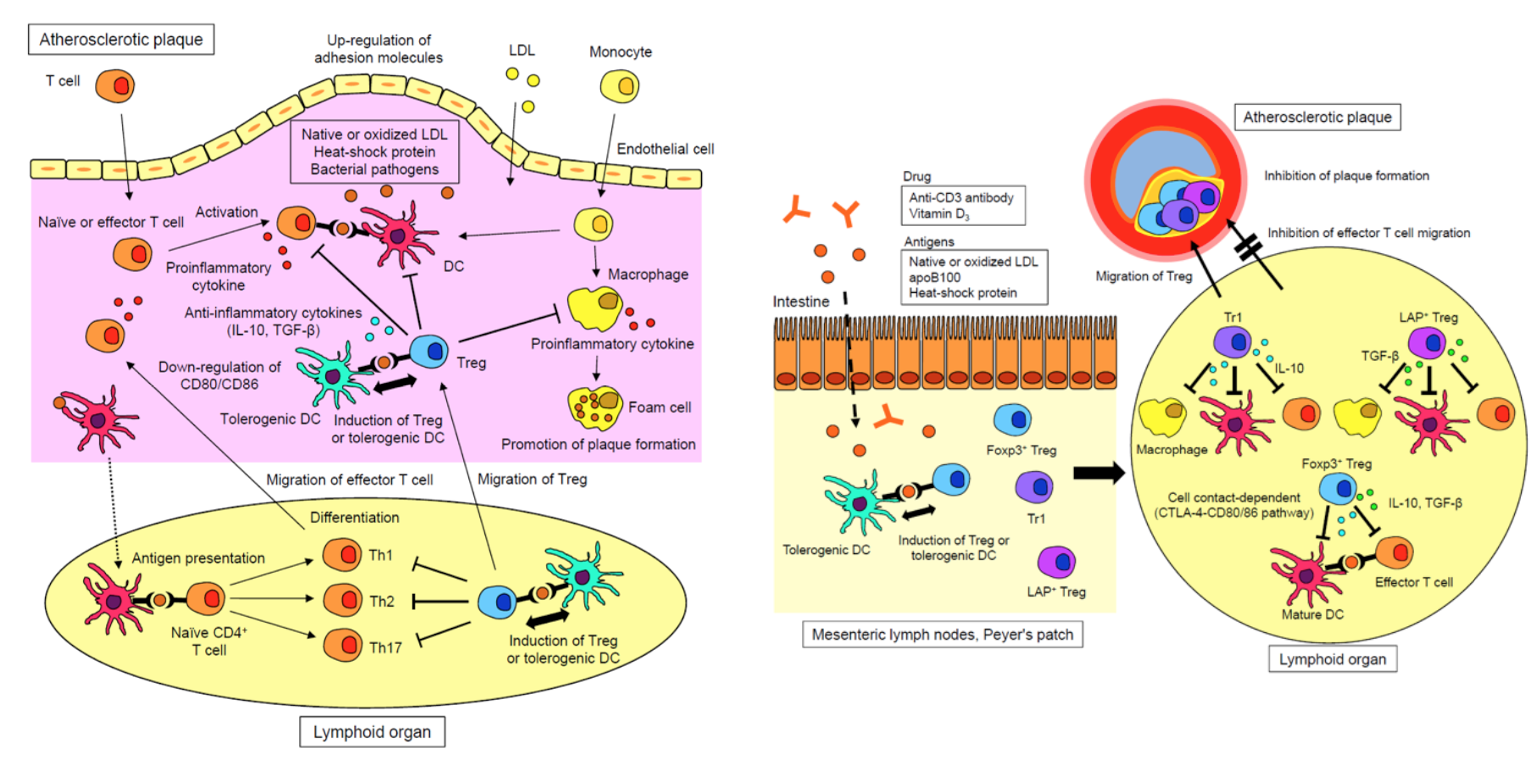 Atherosclerotic plaque
T cell
Up-regulation of
adhesion molecules
LDL
Monocyte
Native or oxidized LDL
Heat-shock protein
Bacterial pathogens
Endothelial cell
Naïve or effector T cell
Activation
DC
Proinflammatory
cytokine
Macrophage
Anti-inflammatory cytokines
(IL-10, TGF-β)
Proinflammatory cytokine
Treg
Down-regulation of
CD80/CD86
Tolerogenic DC
Induction of Treg
or tolerogenic DC
Foam cell
Promotion of plaque formation
Migration of effector T cell
Migration of Treg
Differentiation
Antigen presentation
Th1
Th2
Th17
Naïve CD4⁺
T cell
Induction of Treg
or tolerogenic DC
Lymphoid organ
Drug
Anti-CD3 antibody
Vitamin D₃
Antigens
Native or oxidized LDL
apoB100
Heat-shock protein
Intestine
Foxp3⁺ Treg
Tr1
Tolerogenic DC
Induction of Treg or
tolerogenic DC
LAP⁺ Treg
Mesenteric lymph nodes, Peyer's patch
Atherosclerotic plaque
Inhibition of plaque formation
Inhibition of effector T cell migration
Migration of Treg
Tr1
LAP⁺ Treg
IL-10
TGF-β
Macrophage
Foxp3⁺ Treg
Cell contact-dependent
(CTLA-4-CD80/86 pathway)
IL-10, TGF-β
Effector T cell
Mature DC
Lymphoid organ